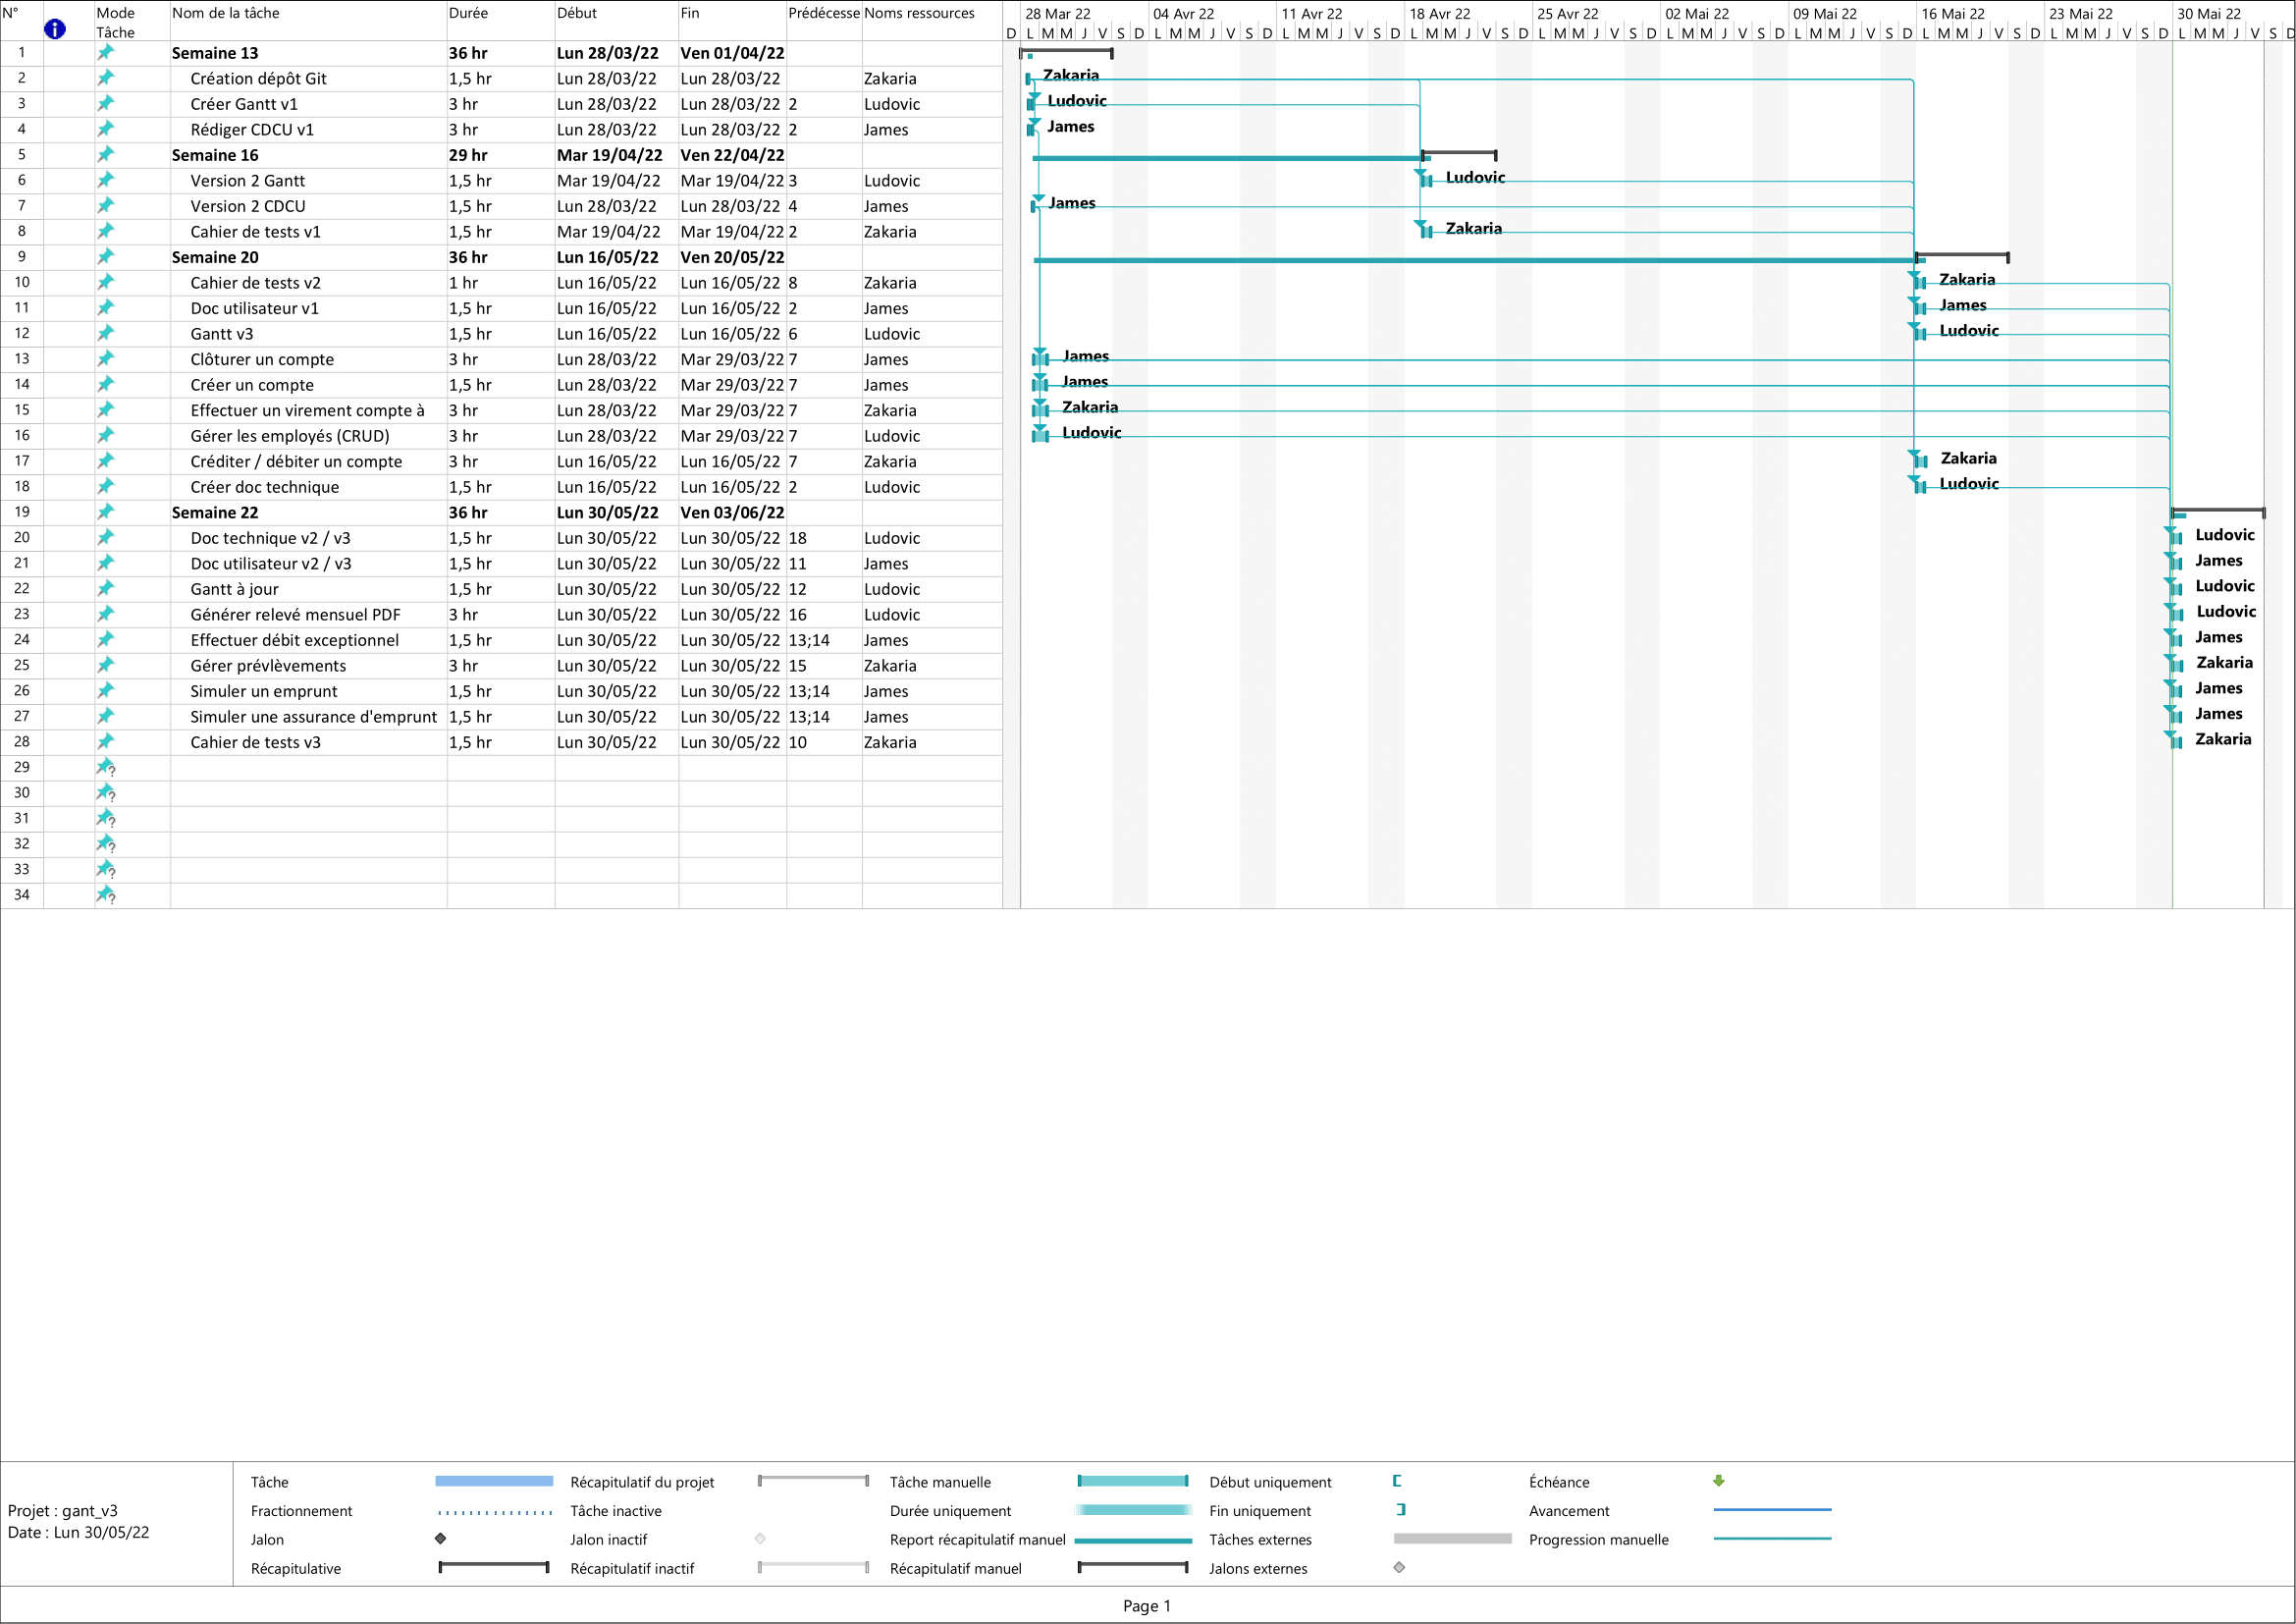 N° Mode Tâche Nom de la tâche Durée Début Fin Prédécesse Noms ressources
28 Mar 22 04 Avr 22 11 Avr 22 18 Avr 22 25 Avr 22 02 Mai 22 09 Mai 22 16 Mai 22 23 Mai 22 30 Mai 22
D L M M J V S D L M M J V S D L M M J V S D L M M J V S D L M M J V S D L M M J V S D L M M J V S D L M M J V S D L M M J V S D L M M J V S D
1 Semaine 13 36 hr Lun 28/03/22 Ven 01/04/22
2 Création dépôt Git 1,5 hr Lun 28/03/22 Lun 28/03/22 Zakaria Zakaria
3 Créer Gantt v1 3 hr Lun 28/03/22 Lun 28/03/22 2 Ludovic Ludovic
4 Rédiger CDCU v1 3 hr Lun 28/03/22 Lun 28/03/22 2 James James
5 Semaine 16 29 hr Mar 19/04/22 Ven 22/04/22
6 Version 2 Gantt 1,5 hr Mar 19/04/22 Mar 19/04/22 3 Ludovic Ludovic
7 Version 2 CDCU 1,5 hr Lun 28/03/22 Lun 28/03/22 4 James James
8 Cahier de tests v1 1,5 hr Mar 19/04/22 Mar 19/04/22 2 Zakaria Zakaria
9 Semaine 20 36 hr Lun 16/05/22 Ven 20/05/22
10 Cahier de tests v2 1 hr Lun 16/05/22 Lun 16/05/22 8 Zakaria Zakaria
11 Doc utilisateur v1 1,5 hr Lun 16/05/22 Lun 16/05/22 2 James James
12 Gantt v3 1,5 hr Lun 16/05/22 Lun 16/05/22 6 Ludovic Ludovic
13 Clôturer un compte 3 hr Lun 28/03/22 Mar 29/03/22 7 James James
14 Créer un compte 1,5 hr Lun 28/03/22 Mar 29/03/22 7 James James
15 Effectuer un virement compte à 3 hr Lun 28/03/22 Mar 29/03/22 7 Zakaria Zakaria
16 Gérer les employés (CRUD) 3 hr Lun 28/03/22 Mar 29/03/22 7 Ludovic Ludovic
17 Créditer / débiter un compte 3 hr Lun 16/05/22 Lun 16/05/22 7 Zakaria Zakaria
18 Créer doc technique 1,5 hr Lun 16/05/22 Lun 16/05/22 2 Ludovic Ludovic
19 Semaine 22 36 hr Lun 30/05/22 Ven 03/06/22
20 Doc technique v2 / v3 1,5 hr Lun 30/05/22 Lun 30/05/22 18 Ludovic Ludovic
21 Doc utilisateur v2 / v3 1,5 hr Lun 30/05/22 Lun 30/05/22 11 James James
22 Gantt à jour 1,5 hr Lun 30/05/22 Lun 30/05/22 12 Ludovic Ludovic
23 Générer relevé mensuel PDF 3 hr Lun 30/05/22 Lun 30/05/22 16 Ludovic Ludovic
24 Effectuer débit exceptionnel 1,5 hr Lun 30/05/22 Lun 30/05/22 13;14 James James
25 Gérer prévlèvements 3 hr Lun 30/05/22 Lun 30/05/22 15 Zakaria Zakaria
26 Simuler un emprunt 1,5 hr Lun 30/05/22 Lun 30/05/22 13;14 James James
27 Simuler une assurance d'emprunt 1,5 hr Lun 30/05/22 Lun 30/05/22 13;14 James James
28 Cahier de tests v3 1,5 hr Lun 30/05/22 Lun 30/05/22 10 Zakaria Zakaria
29 ?
30 ?
31 ?
32 ?
33 ?
34 ?
Projet : gant_v3
Date : Lun 30/05/22
Tâche Récapitulatif du projet Tâche manuelle Début uniquement Échéance
Fractionnement Tâche inactive Durée uniquement Fin uniquement Avancement
Jalon Jalon inactif Report récapitulatif manuel Tâches externes Progression manuelle
Récapitulative Récapitulatif inactif Récapitulatif manuel Jalons externes
Page 1